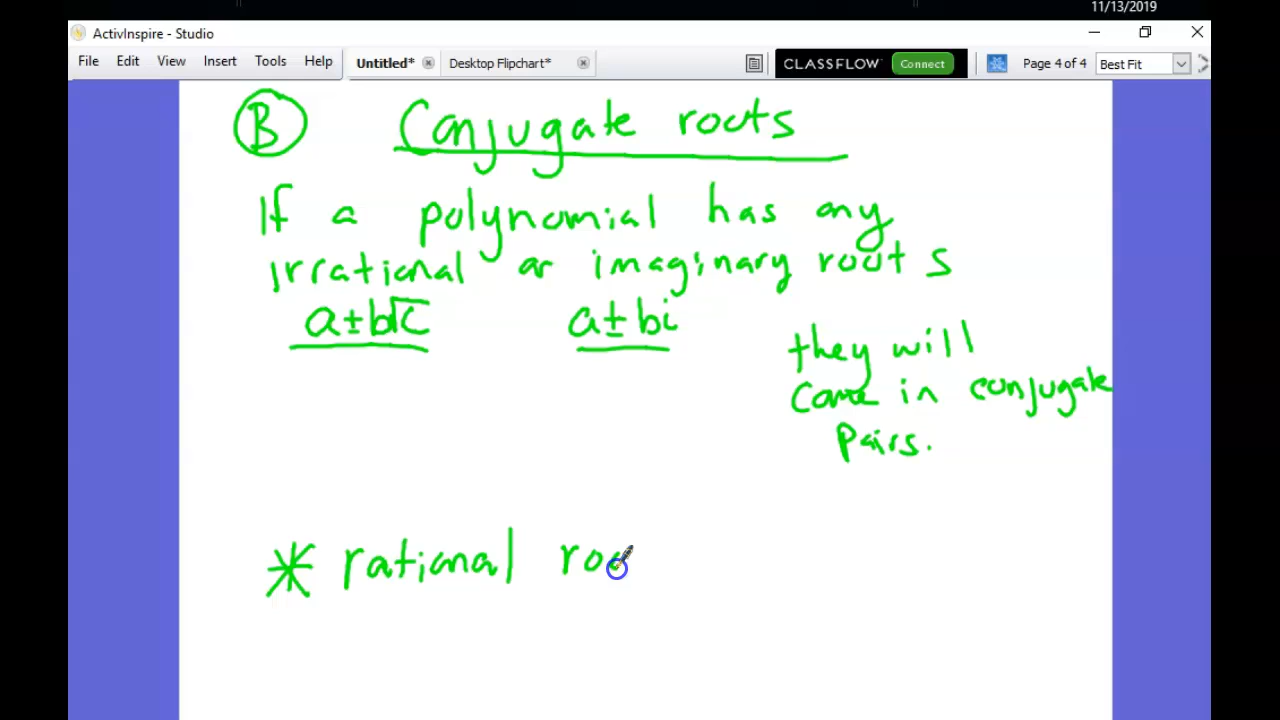 11/13/2019
ActivInspire - Studio
File Edit View Insert Tools Help Untitled* Desktop Flipchart* CLASSFLOW Connect Page 4 of 4 Best Fit
B Conjugate roots
If a polynomial has any
irrational or imaginary roots
a±b√c a±bi
they will
come in conjugate
pairs.
* rational roo